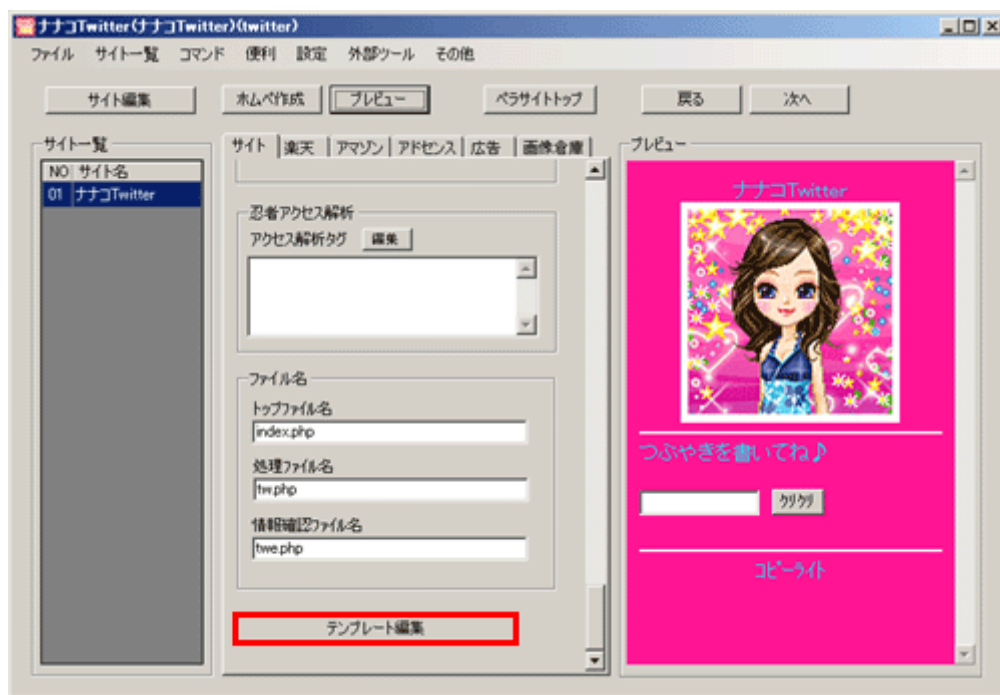 ナナコTwitter(ナナコTwitter)(twitter)
ファイル サイト一覧 コマンド 便利 設定 外部ツール その他
サイト編集 ホムペ作成 プレビュー ペラサイトトップ 戻る 次へ
サイト一覧
NO サイト名
01 ナナコTwitter
サイト 楽天 アマゾン アドセンス 広告 画像倉庫
忍者アクセス解析
アクセス解析タグ 編集
ファイル名
トップファイル名
index.php
処理ファイル名
tw.php
情報確認ファイル名
twe.php
テンプレート編集
プレビュー
ナナコTwitter
つぶやきを書いてね♪
クリクリ
コピーライト